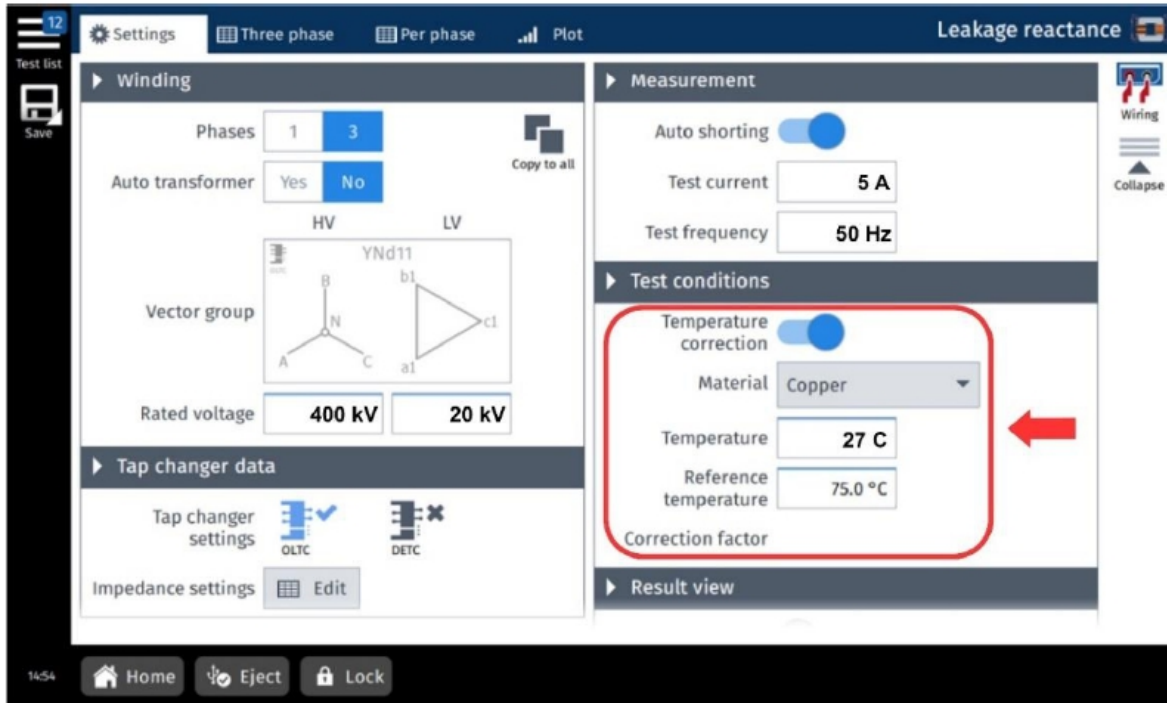 12
Test list
Save
Settings
Three phase
Per phase
Plot
Leakage reactance
Winding
Phases 1 3
Copy to all
Auto transformer Yes No
HV LV
YNd11
OLTC
Vector group
B
N
A
C
b1
c1
a1
Rated voltage 400 kV 20 kV
Tap changer data
Tap changer
settings
OLTC
DETC
Impedance settings Edit
Measurement
Auto shorting
Test current 5 A
Test frequency 50 Hz
Test conditions
Temperature
correction
Material Copper
Temperature 27 C
Reference
temperature
75.0 °C
Correction factor
Result view
Wiring
Collapse
14:54
Home
Eject
Lock